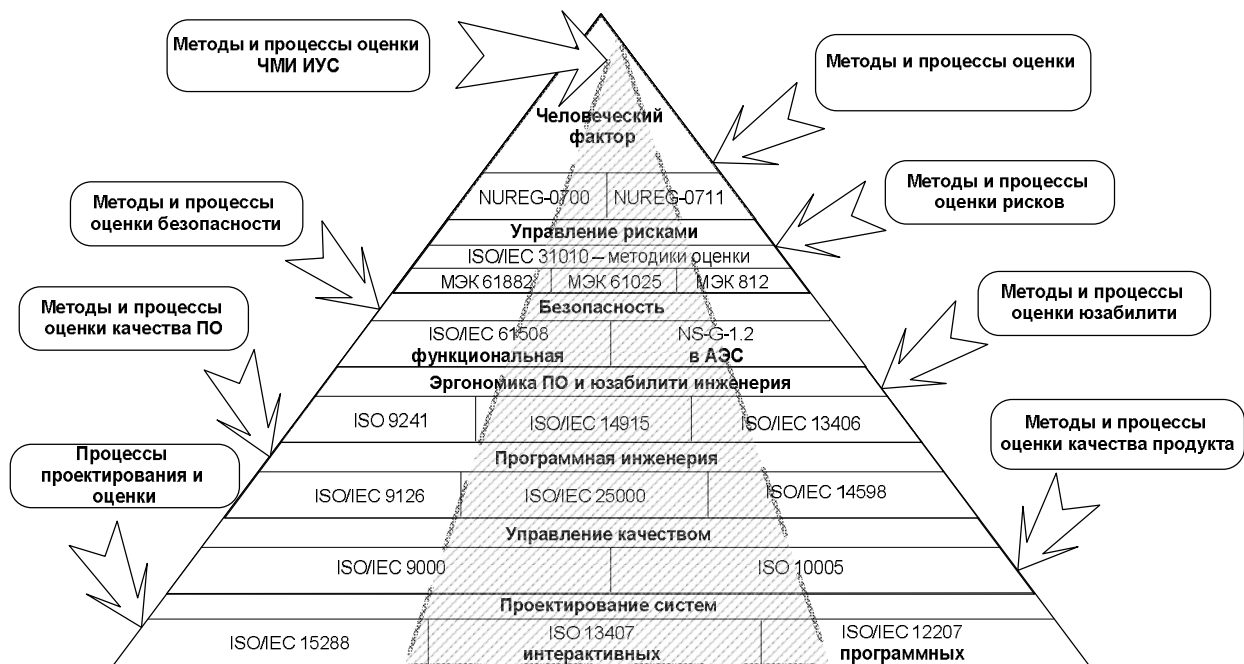 Методы и процессы оценки
ЧМИ ИУС
Методы и процессы оценки
Человеческий
фактор
NUREG-0700 NUREG-0711
Методы и процессы
оценки рисков
Методы и процессы
оценки безопасности
Управление рисками
ISO/IEC 31010 – методики оценки
МЭК 61882 МЭК 61025 МЭК 812
Методы и процессы
оценки юзабилити
Методы и процессы
оценки качества ПО
Безопасность
ISO/IEC 61508 NS-G-1.2
функциональная в АЭС
Эргономика ПО и юзабилити инженерия
ISO 9241 ISO/IEC 14915 ISO/IEC 13406
Методы и процессы
оценки качества продукта
Процессы
проектирования и
оценки
Программная инженерия
ISO/IEC 9126 ISO/IEC 25000 ISO/IEC 14598
Управление качеством
ISO/IEC 9000 ISO 10005
Проектирование систем
ISO/IEC 15288 ISO 13407 ISO/IEC 12207
интерактивных программных